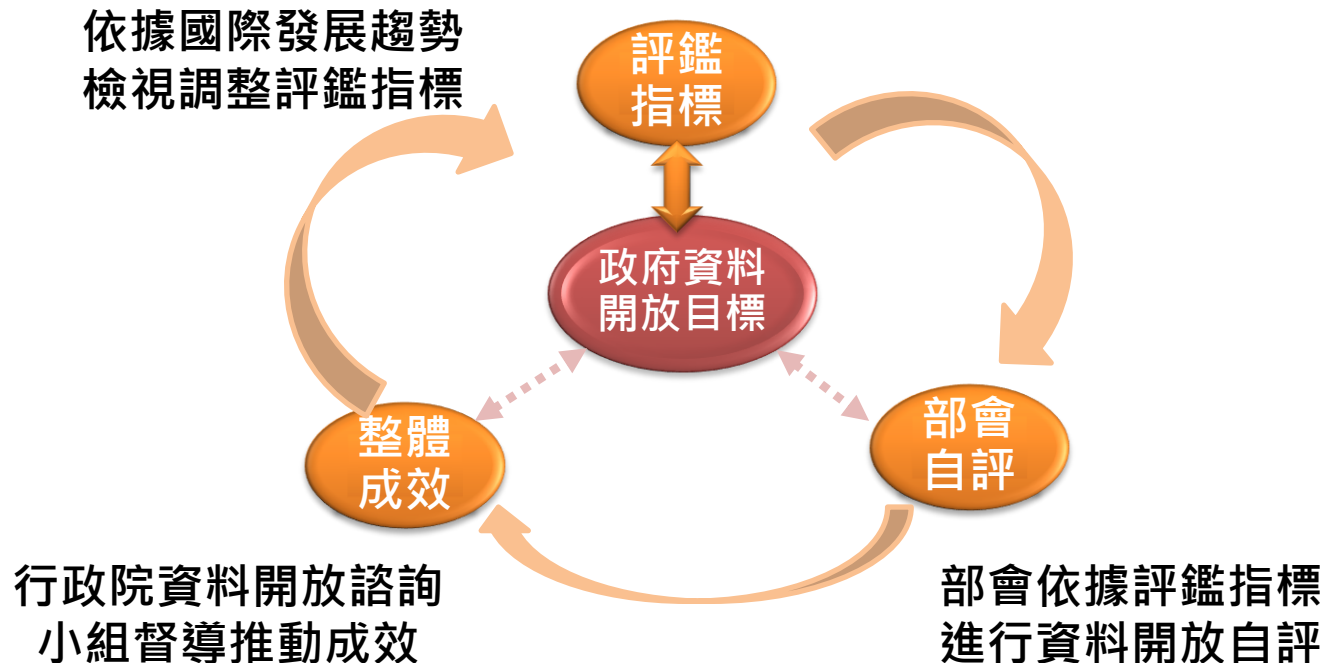 依據國際發展趨勢
檢視調整評鑑指標
評鑑
指標
政府資料
開放目標
整體
成效
部會
自評
行政院資料開放諮詢
小組督導推動成效
部會依據評鑑指標
進行資料開放自評